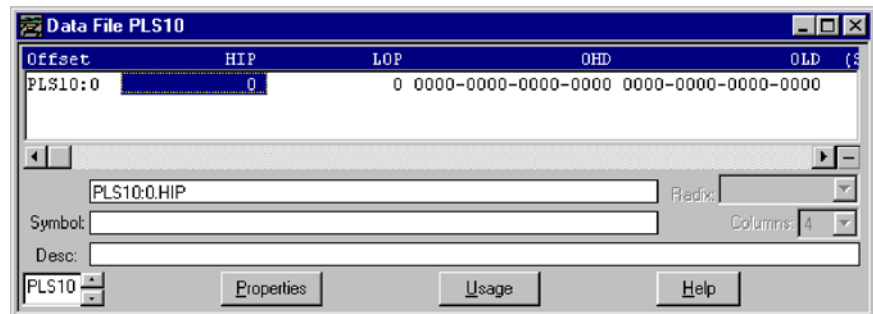 Data File PLS10
Offset HIP LOP OHD OLD (S
PLS10:0 0 0 0000-0000-0000-0000 0000-0000-0000-0000
PLS10:0.HIP Radix:
Symbol: Columns: 4
Desc:
PLS10 Properties Usage Help